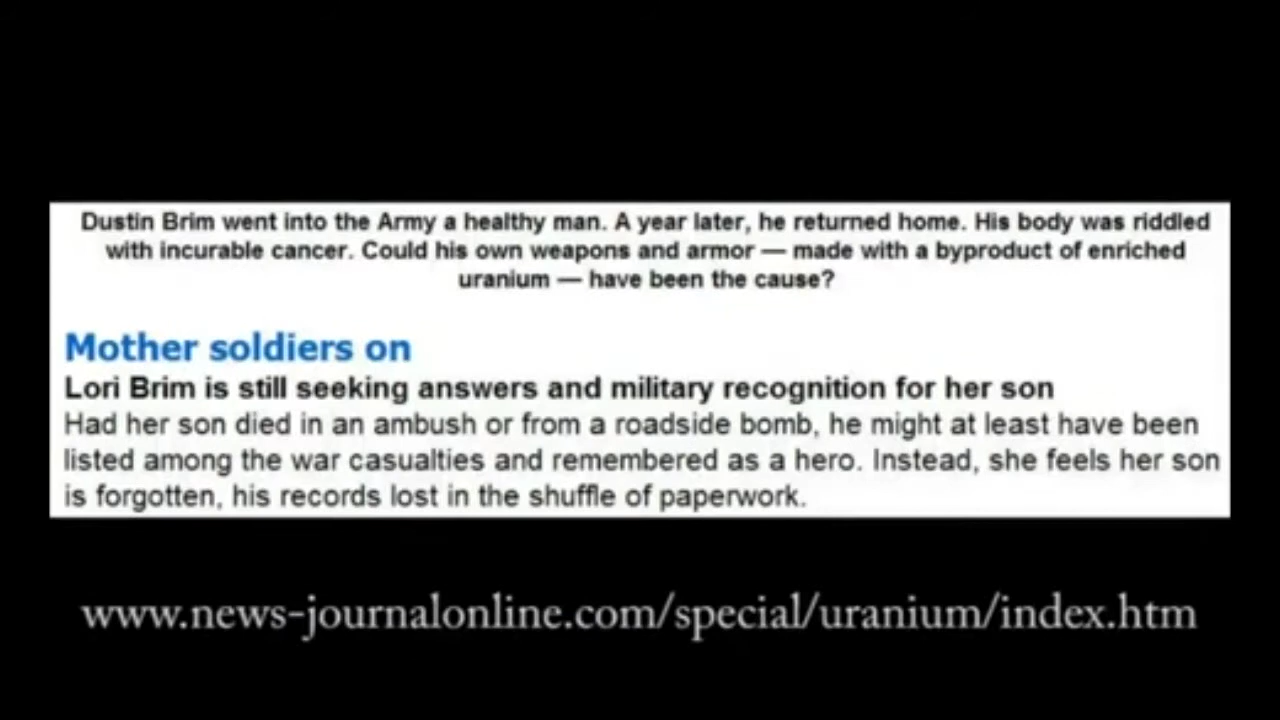 Dustin Brim went into the Army a healthy man. A year later, he returned home. His body was riddled
with incurable cancer. Could his own weapons and armor — made with a byproduct of enriched
uranium — have been the cause?
Mother soldiers on
Lori Brim is still seeking answers and military recognition for her son
Had her son died in an ambush or from a roadside bomb, he might at least have been
listed among the war casualties and remembered as a hero. Instead, she feels her son
is forgotten, his records lost in the shuffle of paperwork.
www.news-journalonline.com/special/uranium/index.htm